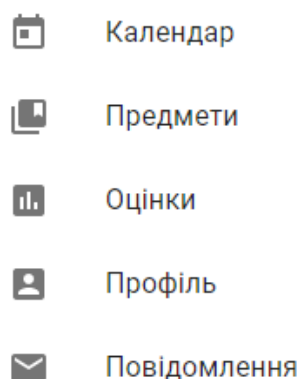 Календар
Предмети
Оцінки
Профіль
Повідомлення